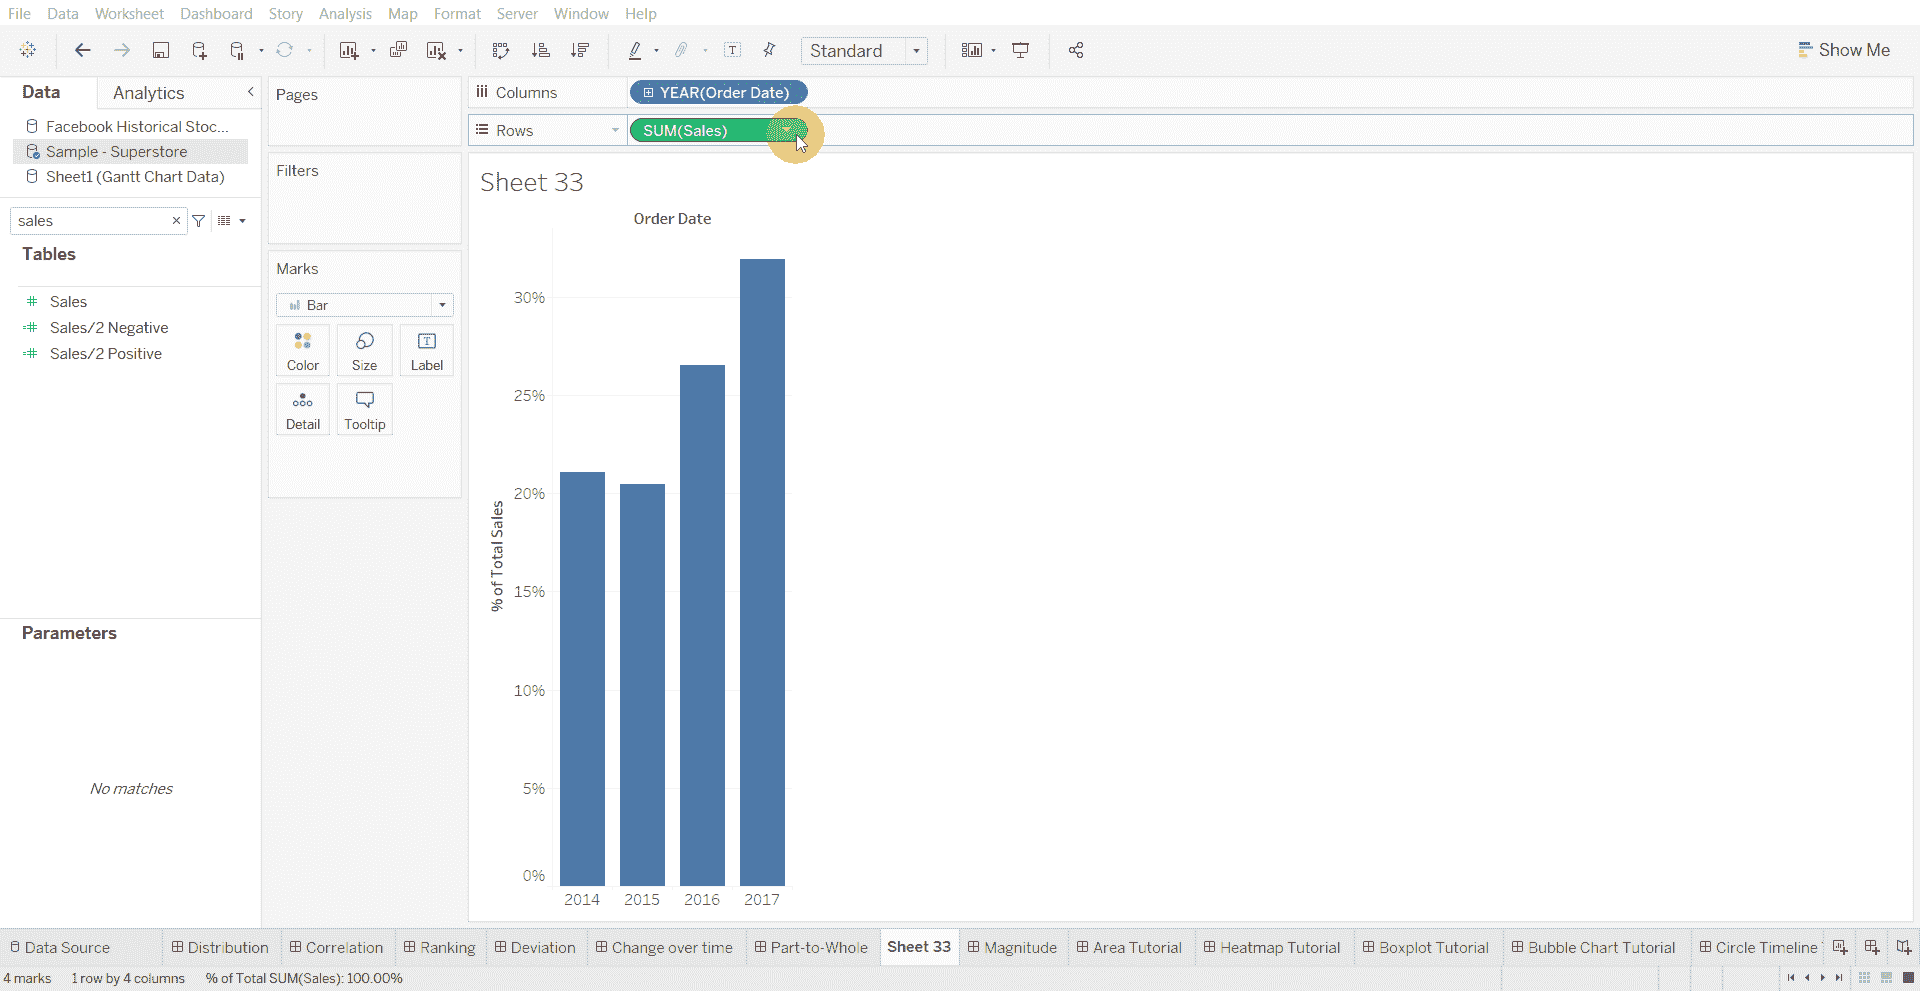 File Data Worksheet Dashboard Story Analysis Map Format Server Window Help
Standard
Show Me
Data Analytics
Facebook Historical Stoc...
Sample - Superstore
Sheet1 (Gantt Chart Data)
sales
Tables
Sales
Sales/2 Negative
Sales/2 Positive
Parameters
No matches
Pages
Filters
Marks
Bar
Color Size Label
Detail Tooltip
Columns YEAR(Order Date)
Rows SUM(Sales)
Sheet 33
Order Date
% of Total Sales
30%
25%
20%
15%
10%
5%
0%
2014 2015 2016 2017
Data Source Distribution Correlation Ranking Deviation Change over time Part-to-Whole Sheet 33 Magnitude Area Tutorial Heatmap Tutorial Boxplot Tutorial Bubble Chart Tutorial Circle Timeline
4 marks 1 row by 4 columns % of Total SUM(Sales): 100.00%